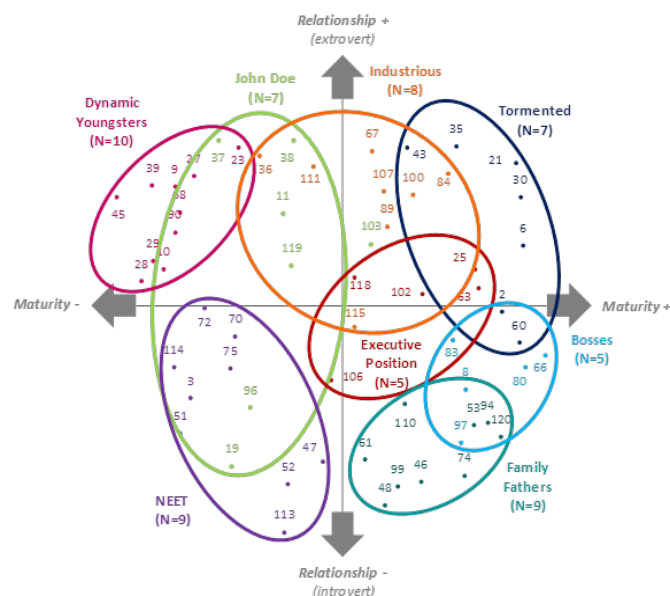 Relationship +
(extrovert)
John Doe
(N=7)
Industrious
(N=8)
Dynamic
Youngsters
(N=10)
Tormented
(N=7)
67
35
43
21
39
9
27
37
23
38
36
111
107
100
84
30
45
68
11
89
90
103
6
29
10
119
25
28
118
102
63
2
Maturity -
Maturity +
72
70
115
60
Executive
Position
(N=5)
Bosses
(N=5)
83
66
114
75
106
8
80
3
96
51
110
53
94
120
97
19
47
61
52
99
46
74
48
Family
Fathers
(N=9)
NEET
(N=9)
113
Relationship -
(introvert)